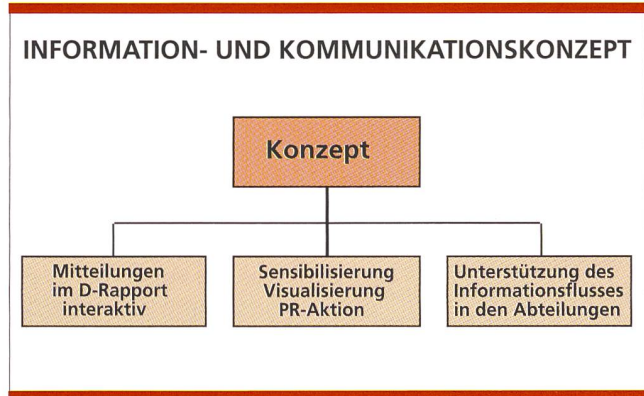 INFORMATION- UND KOMMUNIKATIONSKONZEPT
Konzept
Mitteilungen
im D-Rapport
interaktiv
Sensibilisierung
Visualisierung
PR-Aktion
Unterstützung des
Informationsflusses
in den Abteilungen